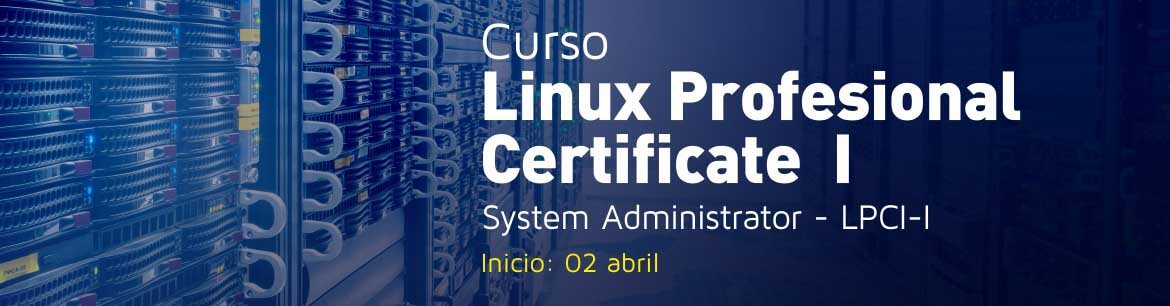 Curso
Linux Profesional
Certificate I
System Administrator - LPCI-I
Inicio: 02 abril